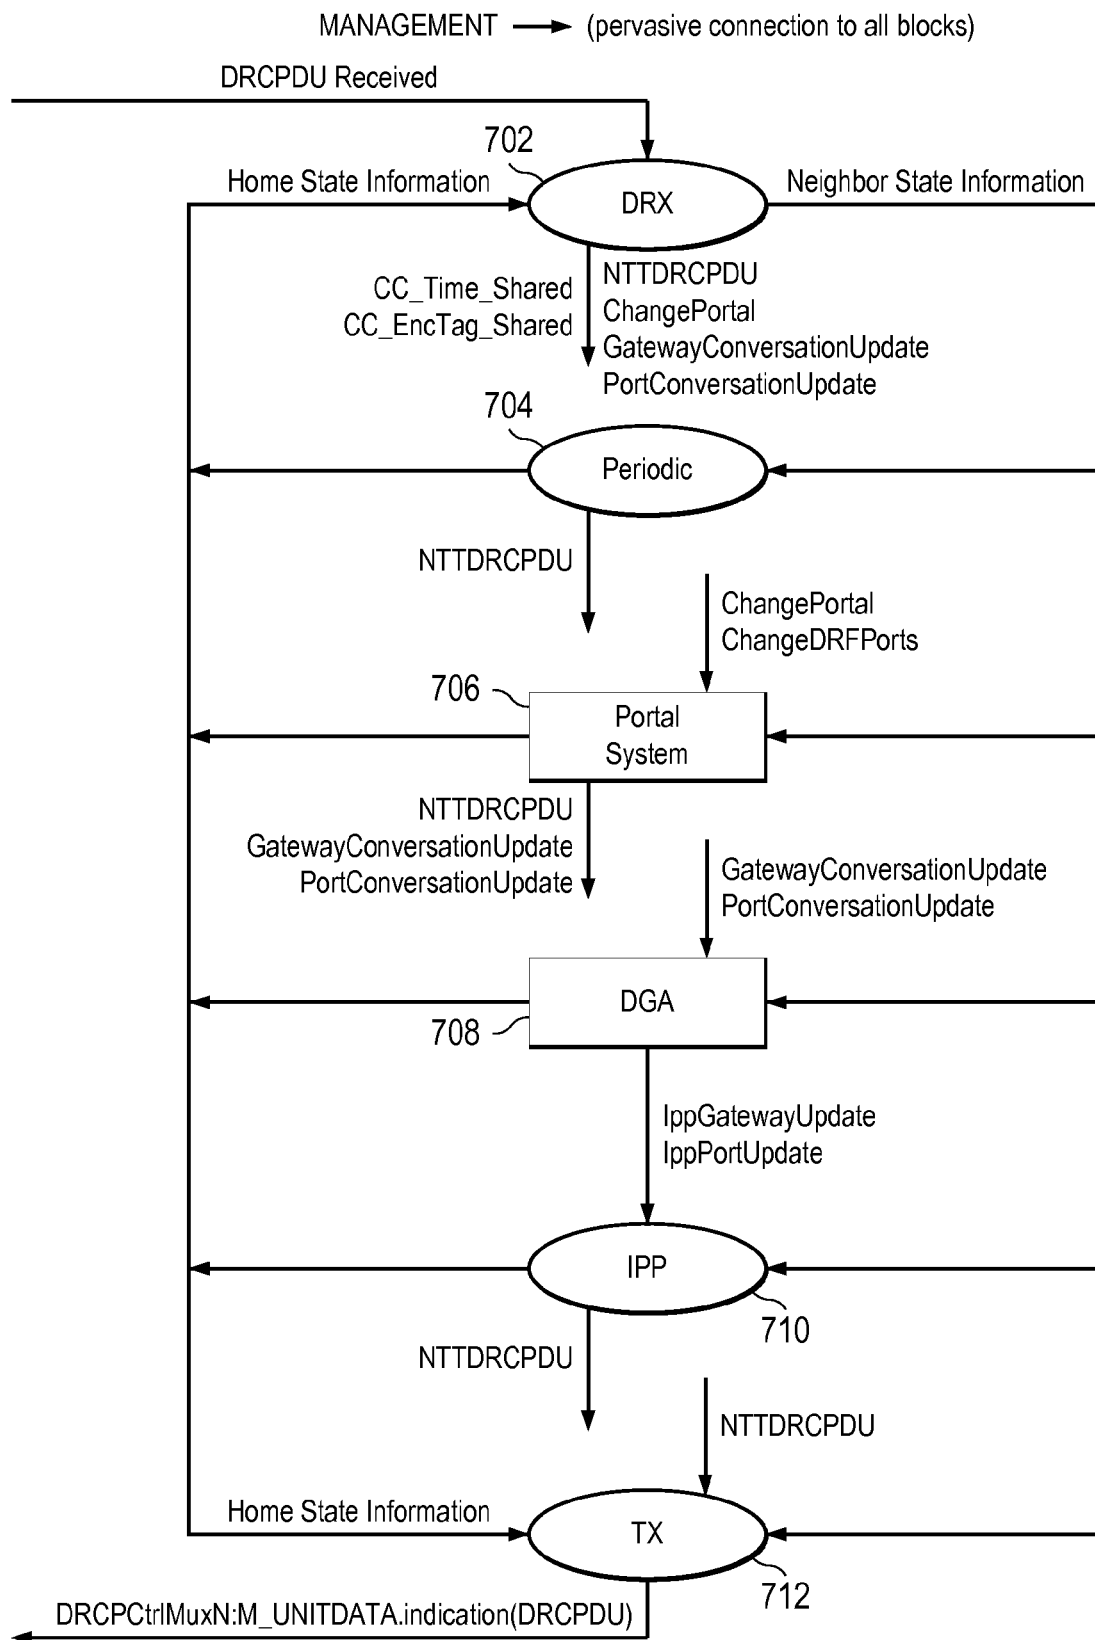 MANAGEMENT (pervasive connection to all blocks)
DRCPDU Received
702
Home State Information
DRX
Neighbor State Information
CC_Time_Shared
CC_EncTag_Shared
NTTDRCPDU
ChangePortal
GatewayConversationUpdate
PortConversationUpdate
704
Periodic
NTTDRCPDU
ChangePortal
ChangeDRFPorts
706
Portal
System
NTTDRCPDU
GatewayConversationUpdate
PortConversationUpdate
GatewayConversationUpdate
PortConversationUpdate
DGA
708
IppGatewayUpdate
IppPortUpdate
IPP
710
NTTDRCPDU
NTTDRCPDU
Home State Information
TX
712
DRCPCtrlMuxN:M_UNITDATA.indication(DRCPDU)